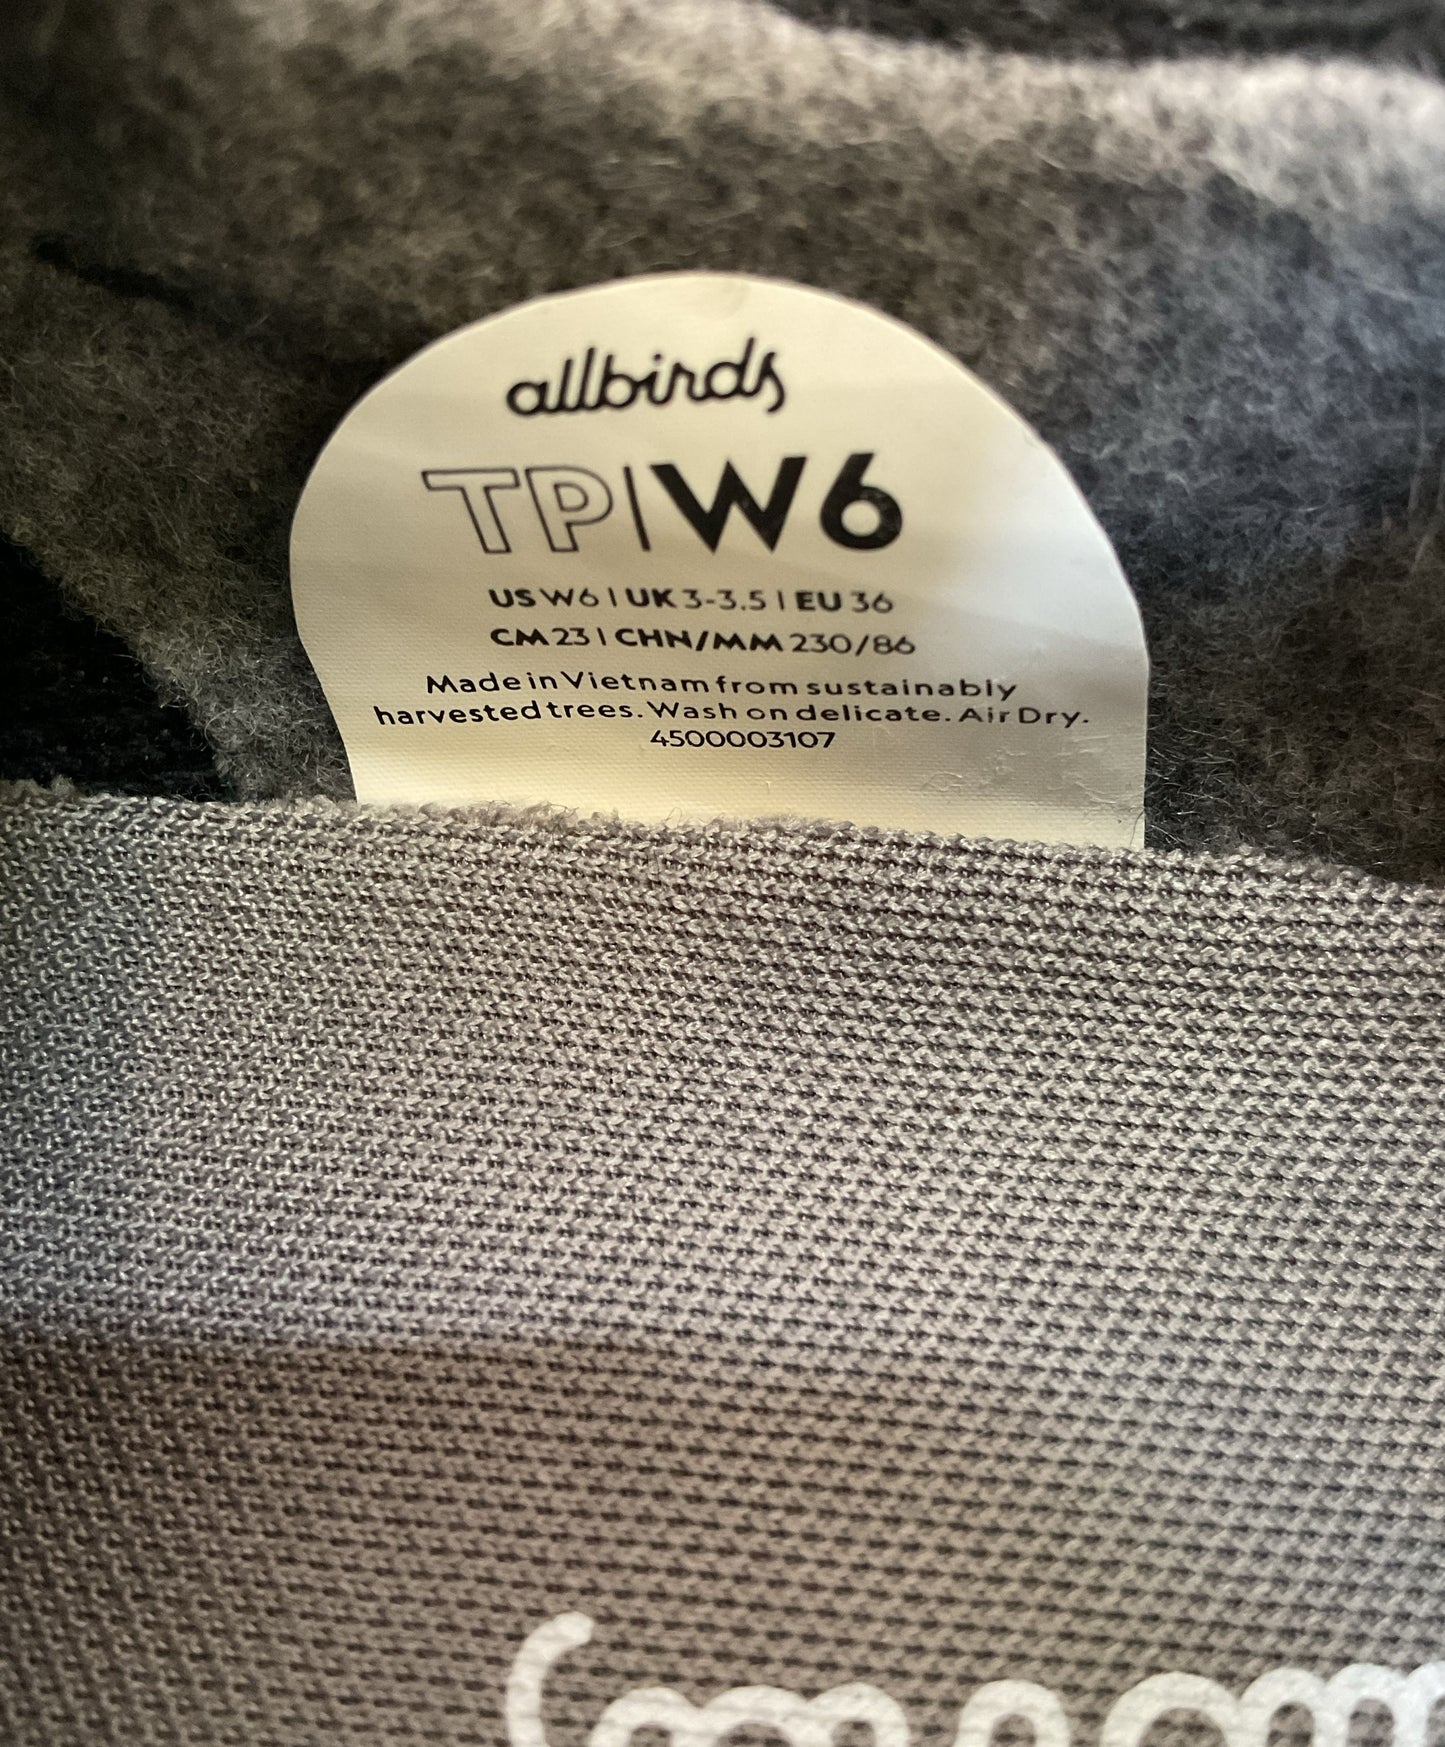 allbirds
TP|W6
US W6 | UK 3-3.5 | EU 36
CM 23 | CHN/MM 230/86
Made in Vietnam from sustainably
harvested trees. Wash on delicate. Air Dry.
4500003107